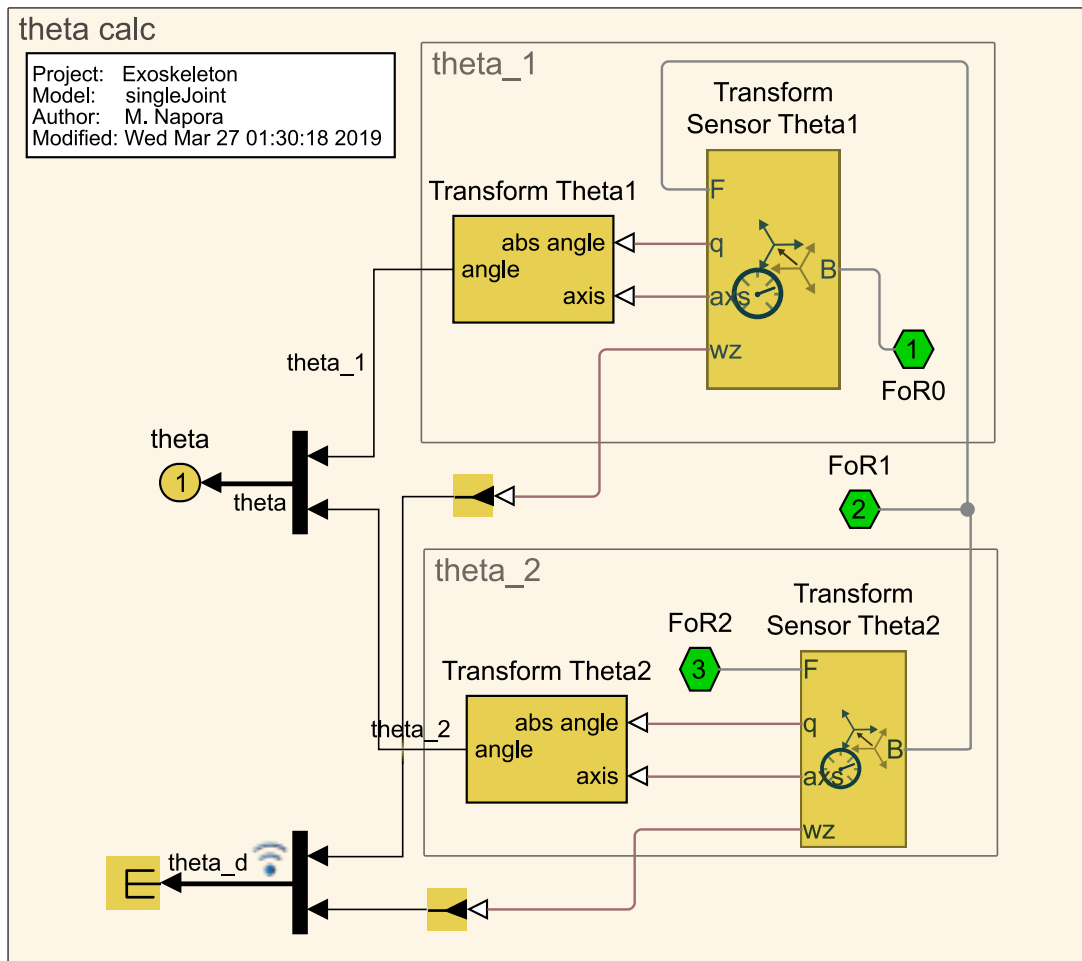 theta calc
Project: Exoskeleton
Model: singleJoint
Author: M. Napora
Modified: Wed Mar 27 01:30:18 2019
theta_1
Transform
Sensor Theta1
F
q
axs
wz
B
Transform Theta1
abs angle
angle
axis
1
FoR0
theta_1
theta
1
theta
FoR1
2
theta_2
Transform
Sensor Theta2
F
q
axs
wz
B
FoR2
3
Transform Theta2
abs angle
angle
axis
theta_2
theta_d